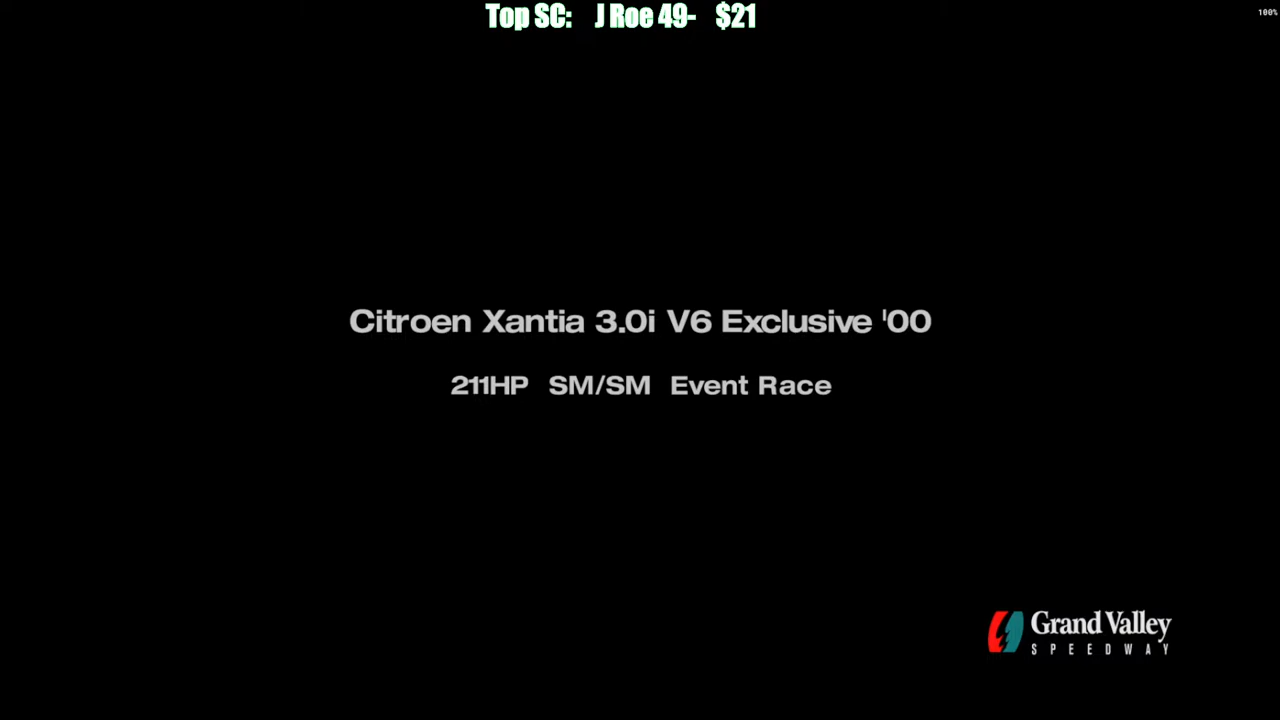 Top SC: J Roe 49- $21
100%
Citroen Xantia 3.0i V6 Exclusive '00
211HP SM/SM Event Race
Grand Valley
SPEEDWAY